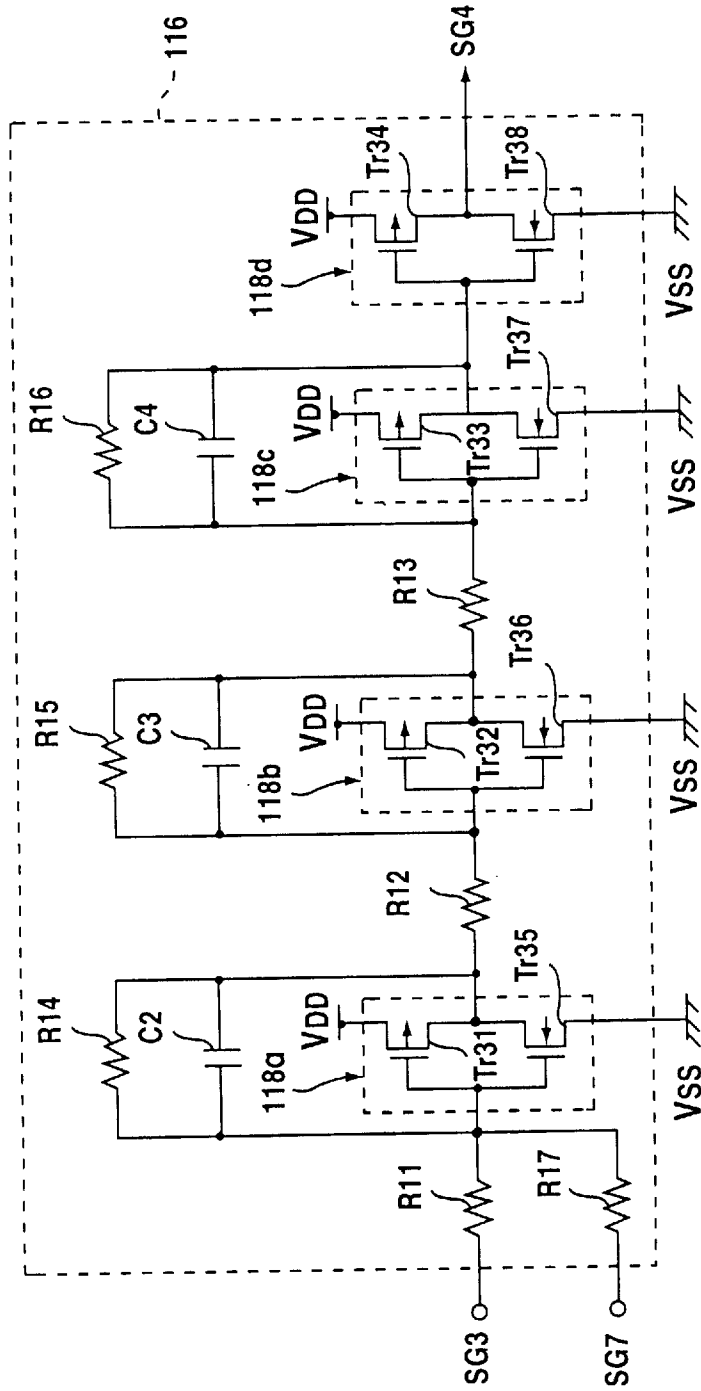 116
R14
R15
R16
C2
C3
C4
118a
118b
118c
118d
VDD
VDD
VDD
VDD
Tr31
Tr32
Tr33
Tr34
SG4
SG3
R11
R12
R13
Tr35
Tr36
Tr37
Tr38
SG7
R17
VSS
VSS
VSS
VSS